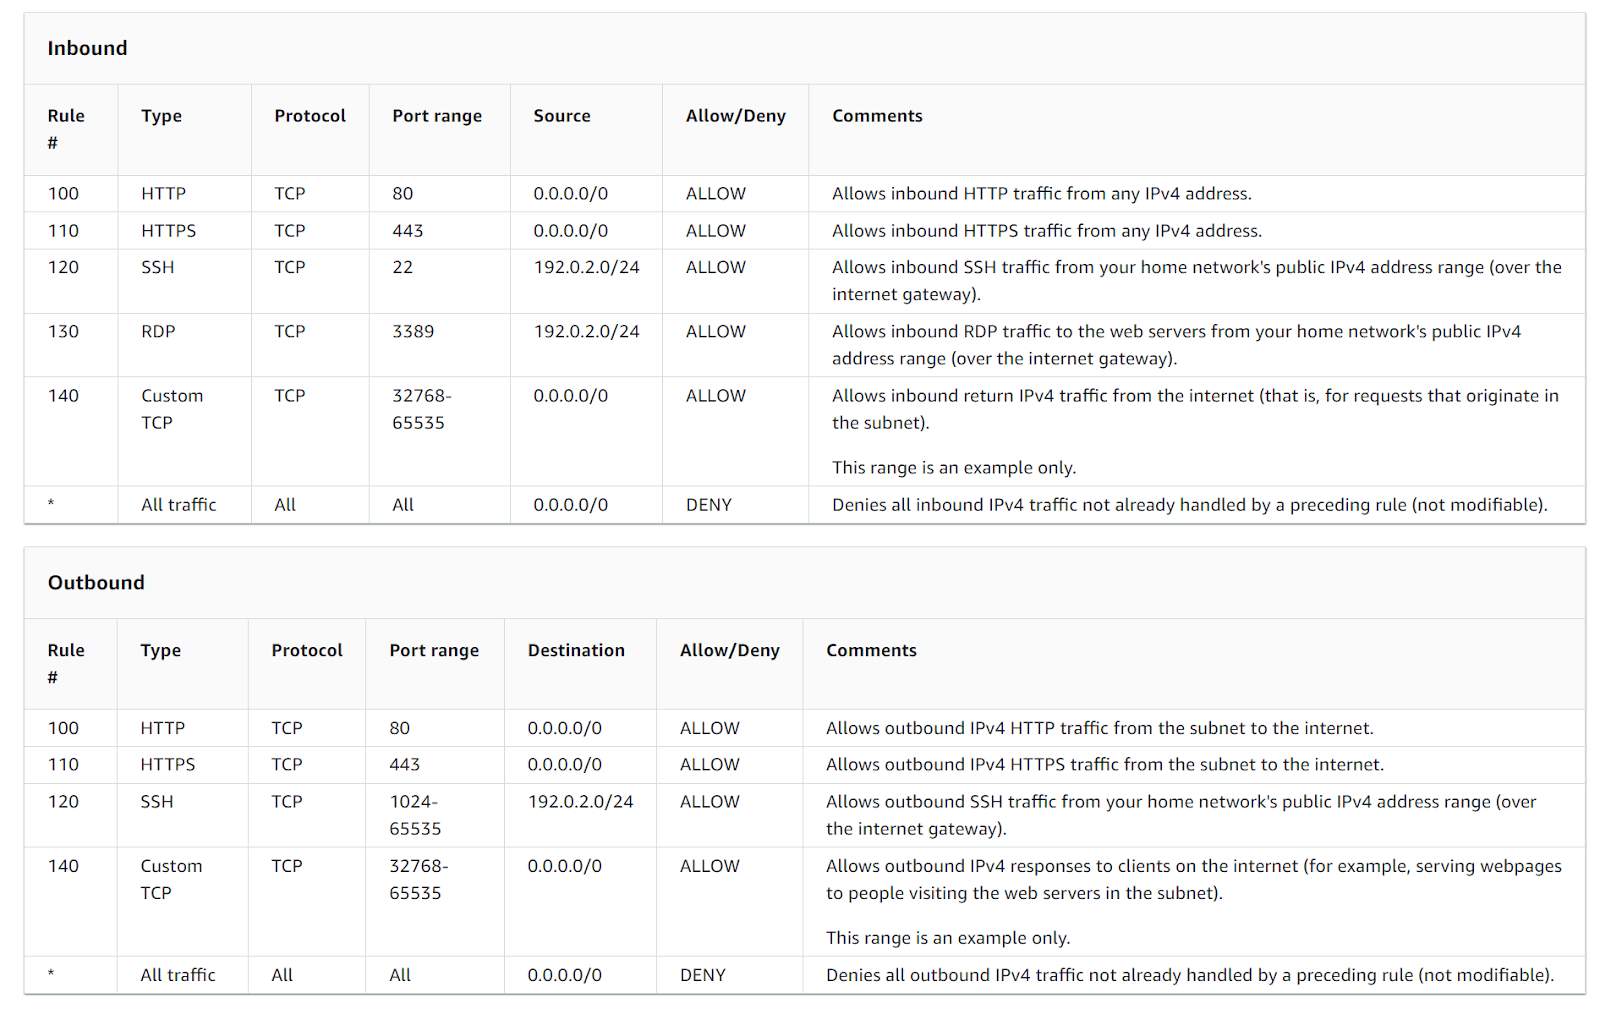 Inbound
Rule # Type Protocol Port range Source Allow/Deny Comments
100 HTTP TCP 80 0.0.0.0/0 ALLOW Allows inbound HTTP traffic from any IPv4 address.
110 HTTPS TCP 443 0.0.0.0/0 ALLOW Allows inbound HTTPS traffic from any IPv4 address.
120 SSH TCP 22 192.0.2.0/24 ALLOW Allows inbound SSH traffic from your home network's public IPv4 address range (over the
internet gateway).
130 RDP TCP 3389 192.0.2.0/24 ALLOW Allows inbound RDP traffic to the web servers from your home network's public IPv4
address range (over the internet gateway).
140 Custom TCP TCP 32768-65535 0.0.0.0/0 ALLOW Allows inbound return IPv4 traffic from the internet (that is, for requests that originate in
the subnet).
This range is an example only.
* All traffic All All 0.0.0.0/0 DENY Denies all inbound IPv4 traffic not already handled by a preceding rule (not modifiable).
Outbound
Rule # Type Protocol Port range Destination Allow/Deny Comments
100 HTTP TCP 80 0.0.0.0/0 ALLOW Allows outbound IPv4 HTTP traffic from the subnet to the internet.
110 HTTPS TCP 443 0.0.0.0/0 ALLOW Allows outbound IPv4 HTTPS traffic from the subnet to the internet.
120 SSH TCP 1024-65535 192.0.2.0/24 ALLOW Allows outbound SSH traffic from your home network's public IPv4 address range (over
the internet gateway).
140 Custom TCP TCP 32768-65535 0.0.0.0/0 ALLOW Allows outbound IPv4 responses to clients on the internet (for example, serving webpages
to people visiting the web servers in the subnet).
This range is an example only.
* All traffic All All 0.0.0.0/0 DENY Denies all outbound IPv4 traffic not already handled by a preceding rule (not modifiable).